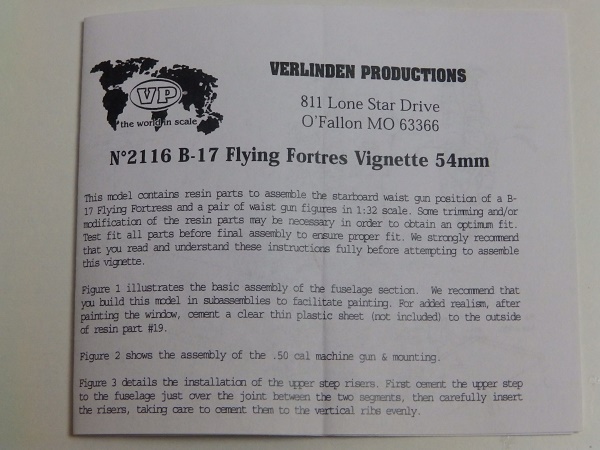 VP
the world in scale
VERLINDEN PRODUCTIONS
811 Lone Star Drive
O'Fallon MO 63366
N°2116 B-17 Flying Fortres Vignette 54mm
This model contains resin parts to assemble the starboard waist gun position of a B-
17 Flying Fortress and a pair of waist gun figures in 1:32 scale. Some trimming and/or
modification of the resin parts may be necessary in order to obtain an optimum fit.
Test fit all parts before final assembly to ensure proper fit. We strongly recommend
that you read and understand these instructions fully before attempting to assemble
this vignette.
Figure 1 illustrates the basic assembly of the fuselage section. We recommend that
you build this model in subassemblies to facilitate painting. For added realism, after
painting the window, cement a clear thin plastic sheet (not included) to the outside
of resin part #19.
Figure 2 shows the assembly of the .50 cal machine gun & mounting.
Figure 3 details the installation of the upper step risers. First cement the upper step
to the fuselage just over the joint between the two segments, then carefully insert
the risers, taking care to cement them to the vertical ribs evenly.